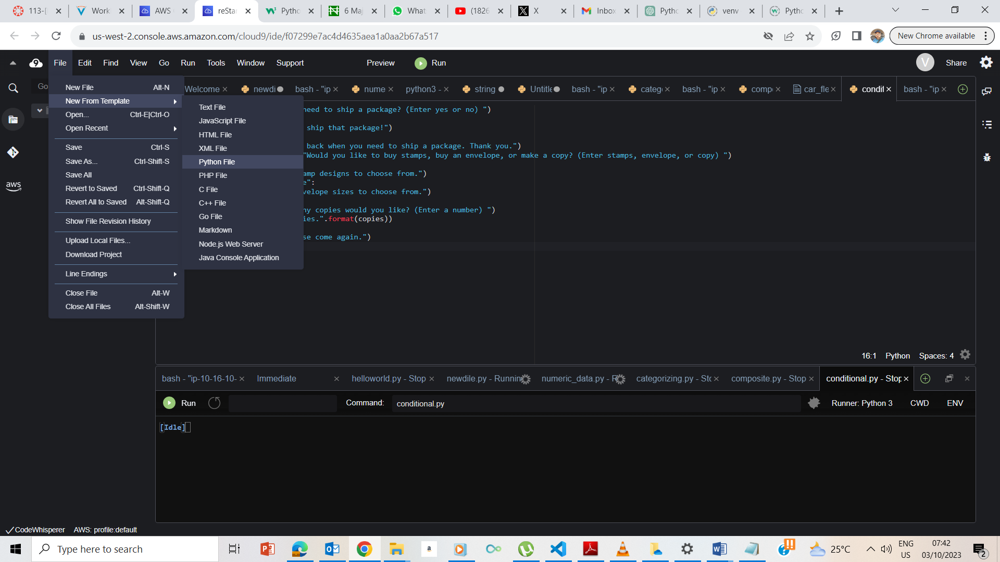 113-[
Work
AWS
reStar
Pytho
6 Maj
What
(1826
X
Inbox
Pytho
venv
Pytho
us-west-2.console.aws.amazon.com/cloud9/ide/f07299e7ac4d4635aea1a0aa2b67a517
New Chrome available
File Edit Find View Go Run Tools Window Support Preview Run
V Share
Go
New File Alt-N
New From Template
Open... Ctrl-E|Ctrl-O
Open Recent
Save Ctrl-S
Save As... Ctrl-Shift-S
Save All
Revert to Saved Ctrl-Shift-Q
Revert All to Saved Alt-Shift-Q
Show File Revision History
Upload Local Files...
Download Project
Line Endings
Close File Alt-W
Close All Files Alt-Shift-W
Text File
JavaScript File
HTML File
XML File
Python File
PHP File
C File
C++ File
Go File
Markdown
Node.js Web Server
Java Console Application
aws
Welcome newdi bash - "ip nume python3 - string Untitle bash - "ip catego bash - "ip comp car_fle condit bash - "ip
need to ship a package? (Enter yes or no) ")
ship that package!")
back when you need to ship a package. Thank you.")
"Would you like to buy stamps, buy an envelope, or make a copy? (Enter stamps, envelope, or copy) ")
amp designs to choose from.")
e":
velope sizes to choose from.")
ny copies would you like? (Enter a number) ")
ies.".format(copies))
se come again.")
16:1 Python Spaces: 4
bash - "ip-10-16-10- Immediate helloworld.py - Stop newdile.py - Runnin numeric_data.py - R categorizing.py - Sto composite.py - Stop conditional.py - Stop
Run Command: conditional.py Runner: Python 3 CWD ENV
[Idle]
CodeWhisperer AWS: profile:default
Type here to search
25°C
ENG
US
07:42
03/10/2023
2